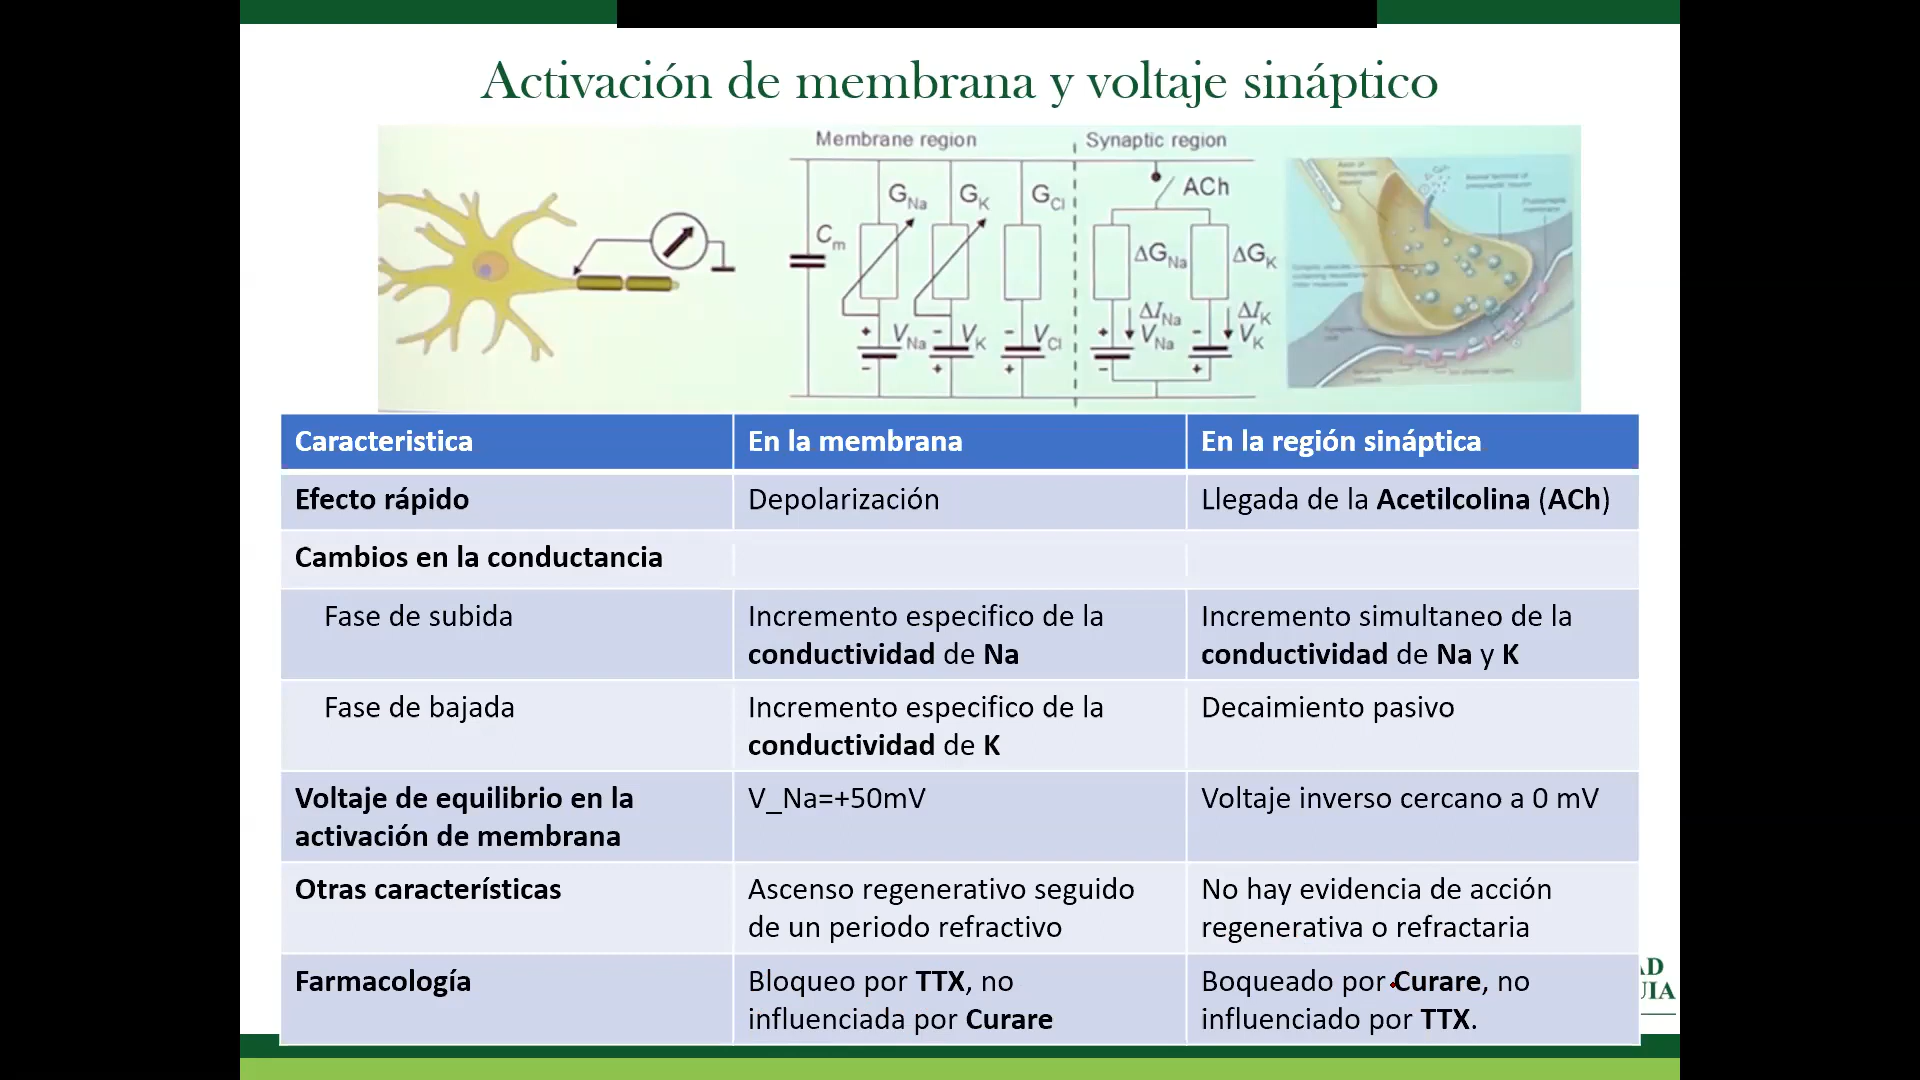 Activación de membrana y voltaje sináptico
Membrane region
Synaptic region
ACh
G_Na
G_K
G_Cl
C_m
ΔG_Na
ΔG_K
ΔI_Na
ΔI_K
V_Na
V_K
V_Cl
V_Na
V_K
Axon of
presynaptic
neuron
Caracteristica
En la membrana
En la región sináptica
Efecto rápido
Depolarización
Llegada de la Acetilcolina (ACh)
Cambios en la conductancia
Fase de subida
Incremento especifico de la
conductividad de Na
Incremento simultaneo de la
conductividad de Na y K
Fase de bajada
Incremento especifico de la
conductividad de K
Decaimiento pasivo
Voltaje de equilibrio en la
activación de membrana
V_Na=+50mV
Voltaje inverso cercano a 0 mV
Otras características
Ascenso regenerativo seguido
de un periodo refractivo
No hay evidencia de acción
regenerativa o refractaria
Farmacología
Bloqueo por TTX, no
influenciada por Curare
Boqueado por Curare, no
influenciado por TTX.